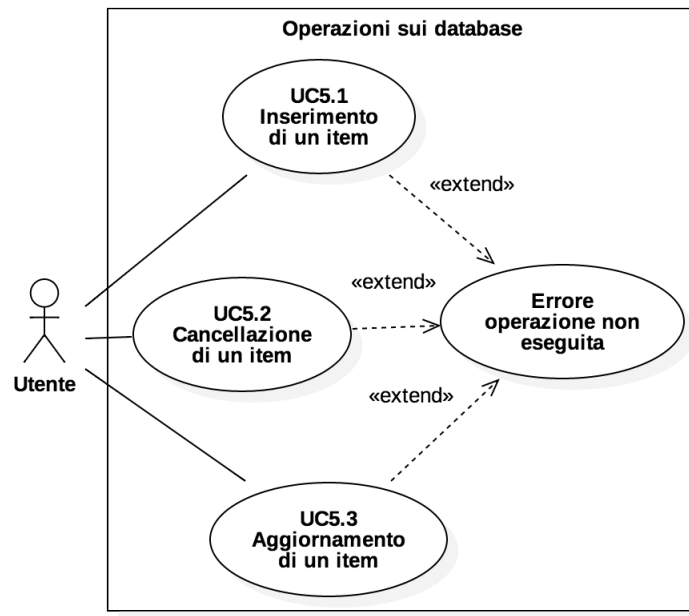 Operazioni sui database
UC5.1
Inserimento
di un item
«extend»
«extend»
UC5.2
Cancellazione
di un item
Errore
operazione non
eseguita
Utente
«extend»
UC5.3
Aggiornamento
di un item